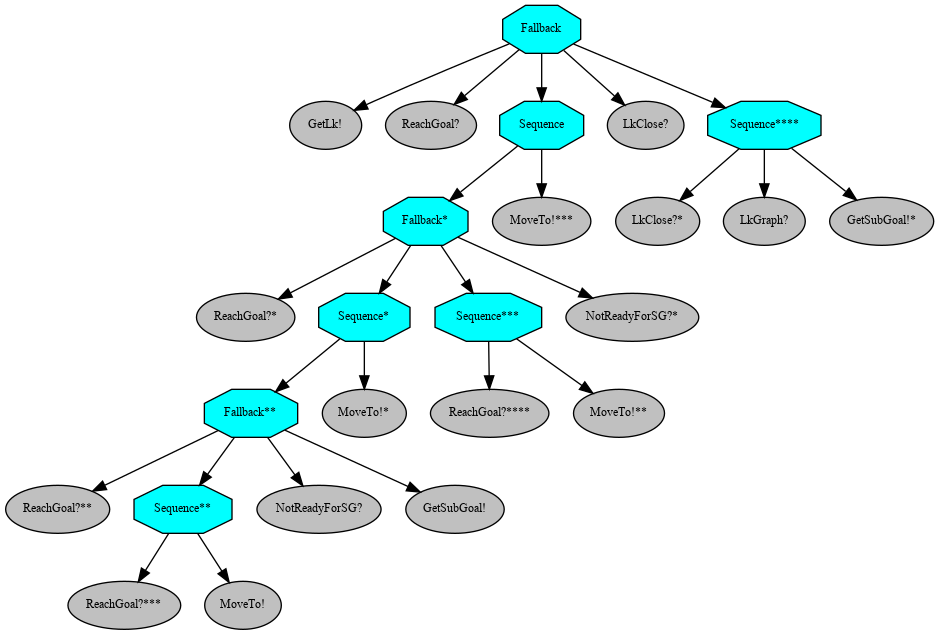 Fallback
GetLk!
ReachGoal?
Sequence
LkClose?
Sequence****
Fallback*
MoveTo!***
LkClose?*
LkGraph?
GetSubGoal!*
ReachGoal?*
Sequence*
Sequence***
NotReadyForSG?*
Fallback**
MoveTo!*
ReachGoal?****
MoveTo!**
ReachGoal?**
Sequence**
NotReadyForSG?
GetSubGoal!
ReachGoal?***
MoveTo!